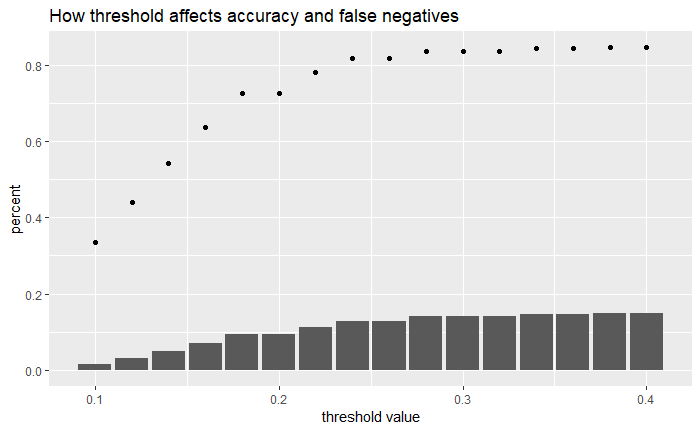 How threshold affects accuracy and false negatives
percent
0.8
0.6
0.4
0.2
0.0
0.1 0.2 0.3 0.4
threshold value